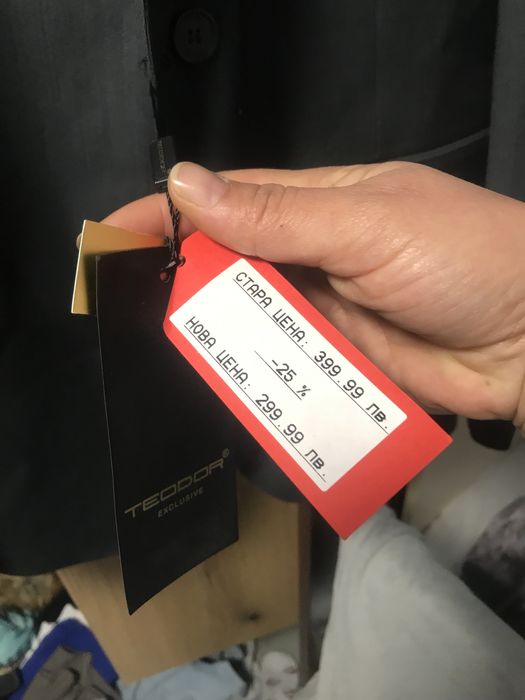 СТАРА ЦЕНА: 399.99 лв.
-25 %
НОВА ЦЕНА: 299.99 лв.
TEODOR®
EXCLUSIVE